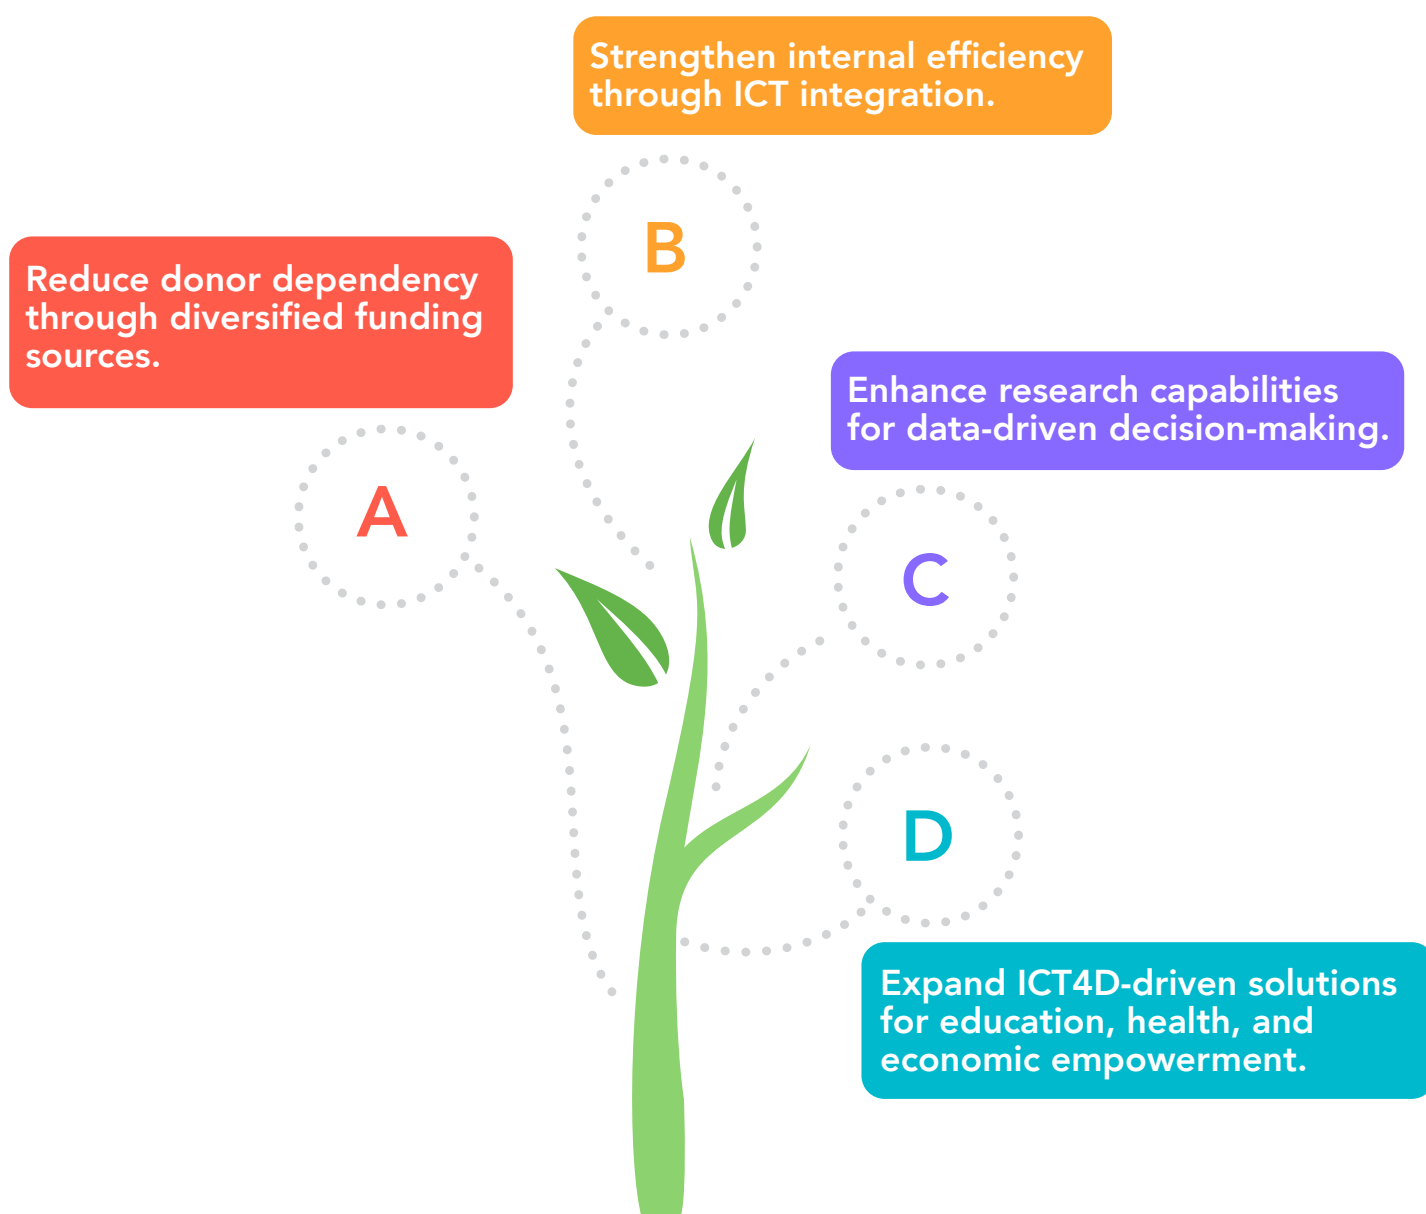 Strengthen internal efficiency
through ICT integration.
B
Reduce donor dependency
through diversified funding
sources.
A
Enhance research capabilities
for data-driven decision-making.
C
D
Expand ICT4D-driven solutions
for education, health, and
economic empowerment.